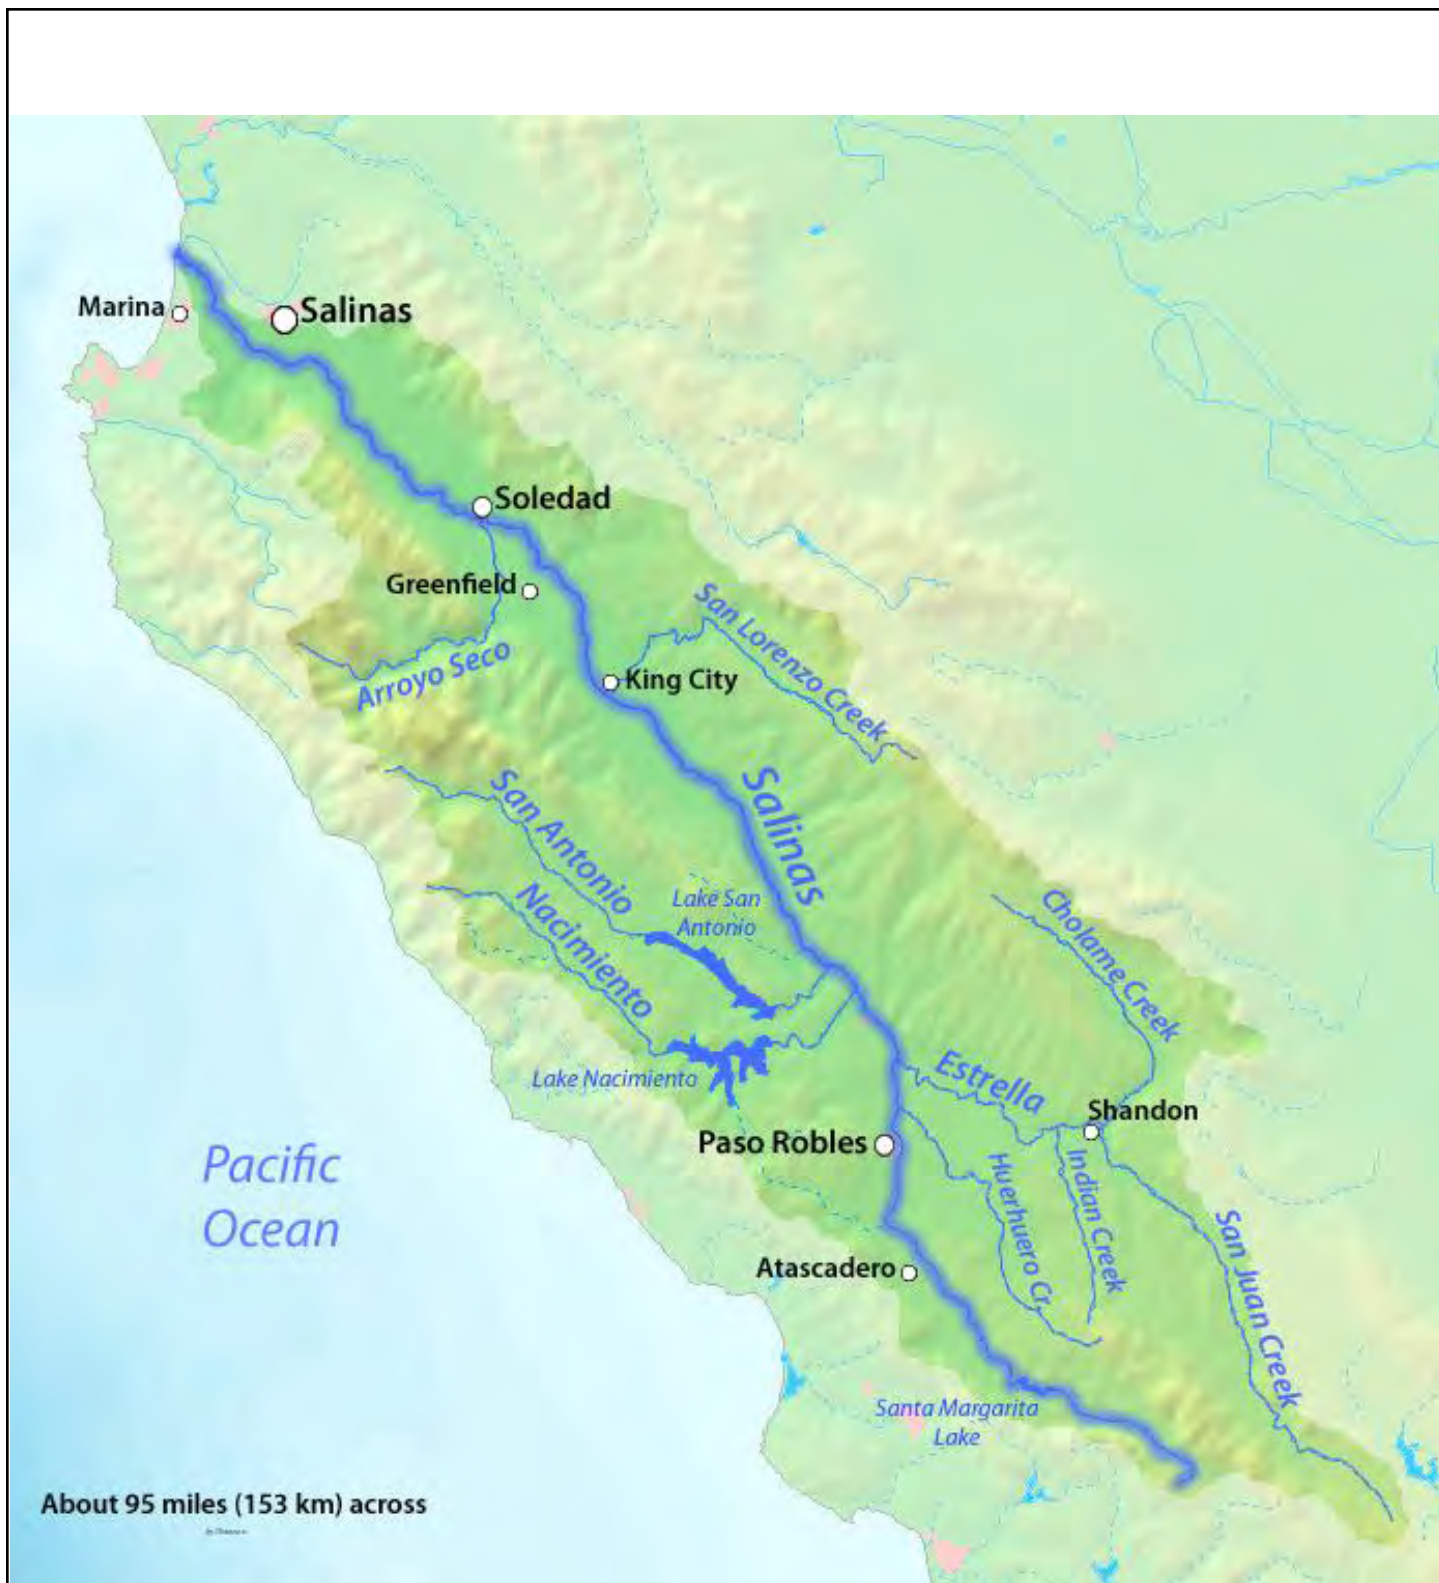 Marina
Salinas
Soledad
Greenfield
San Lorenzo Creek
Arroyo Seco
King City
San Antonio
Salinas
Nacimiento
Lake San
Antonio
Cholame Creek
Lake Nacimiento
Estrella
Shandon
Paso Robles
Pacific
Ocean
Huerhuero Cr.
Indian Creek
San Juan Creek
Atascadero
Santa Margarita
Lake
About 95 miles (153 km) across